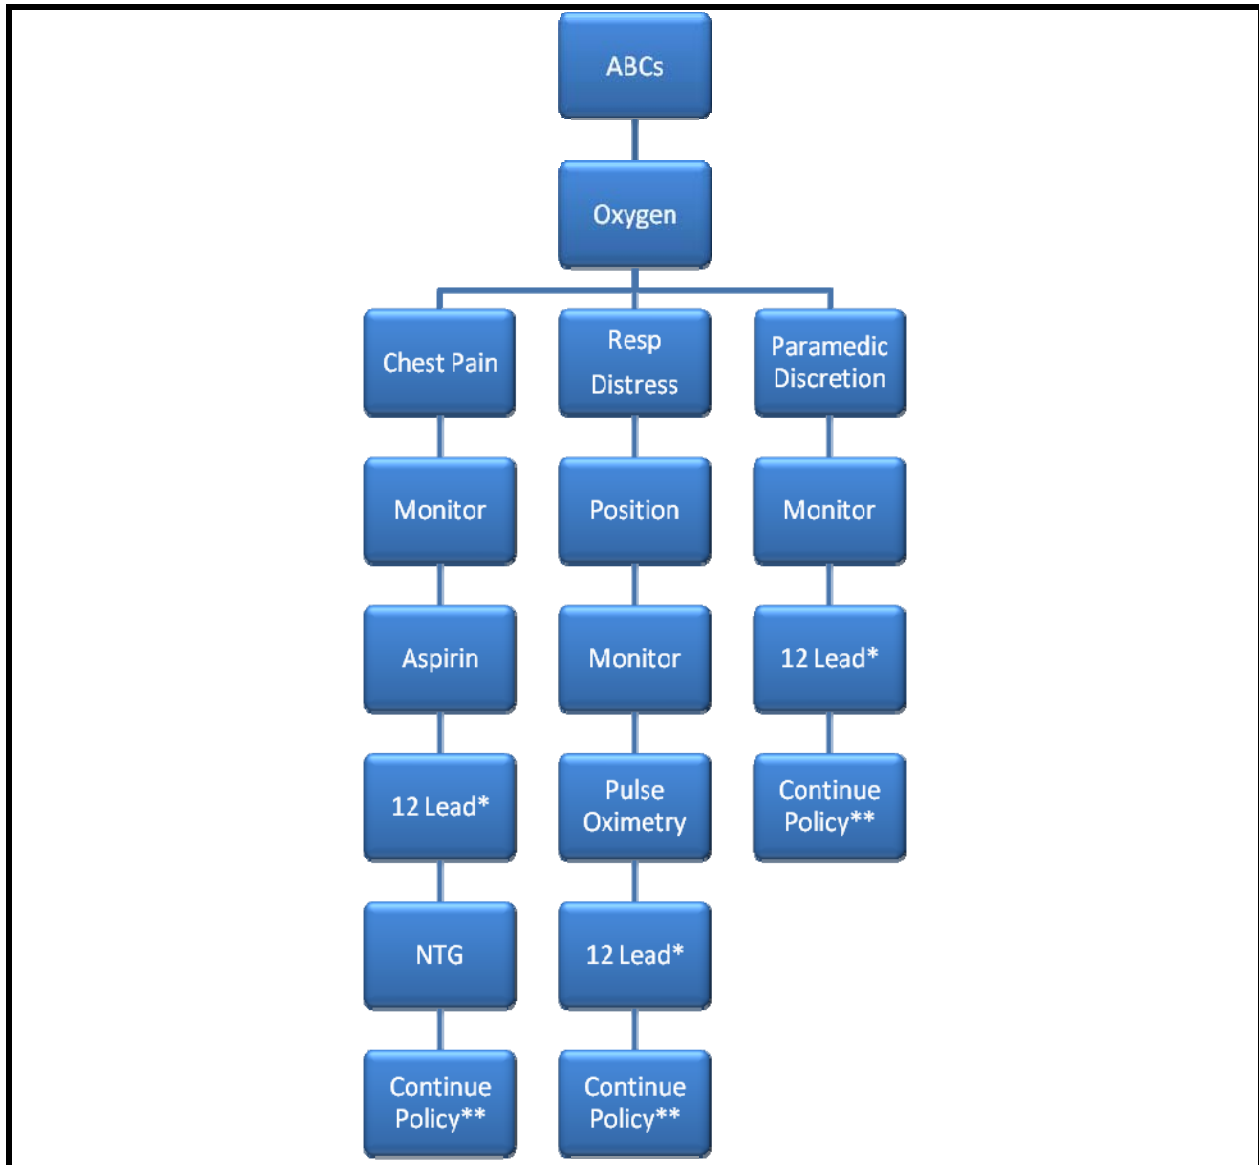 ABCs
Oxygen
Chest Pain
Monitor
Aspirin
12 Lead*
NTG
Continue
Policy**
Resp
Distress
Position
Monitor
Pulse
Oximetry
12 Lead*
Continue
Policy**
Paramedic
Discretion
Monitor
12 Lead*
Continue
Policy**